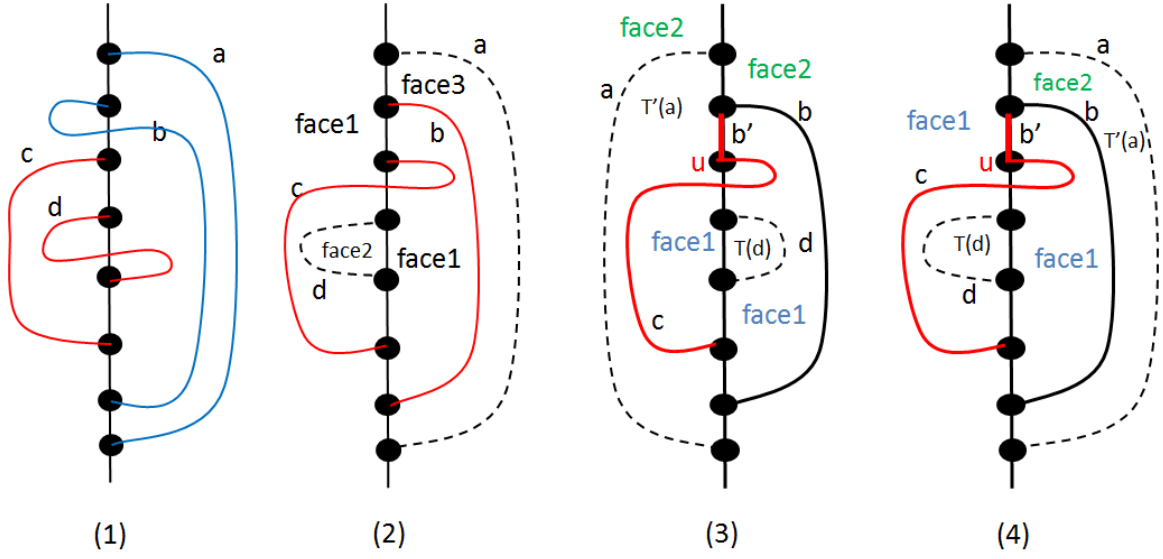 a
b
c
d
(1)
a
face3
face1
b
c
face2
face1
d
(2)
face2
face2
a
T'(a)
b
b'
u
face1
T(d)
d
face1
c
(3)
a
face2
face1
b
b'
T'(a)
u
c
T(d)
face1
d
(4)